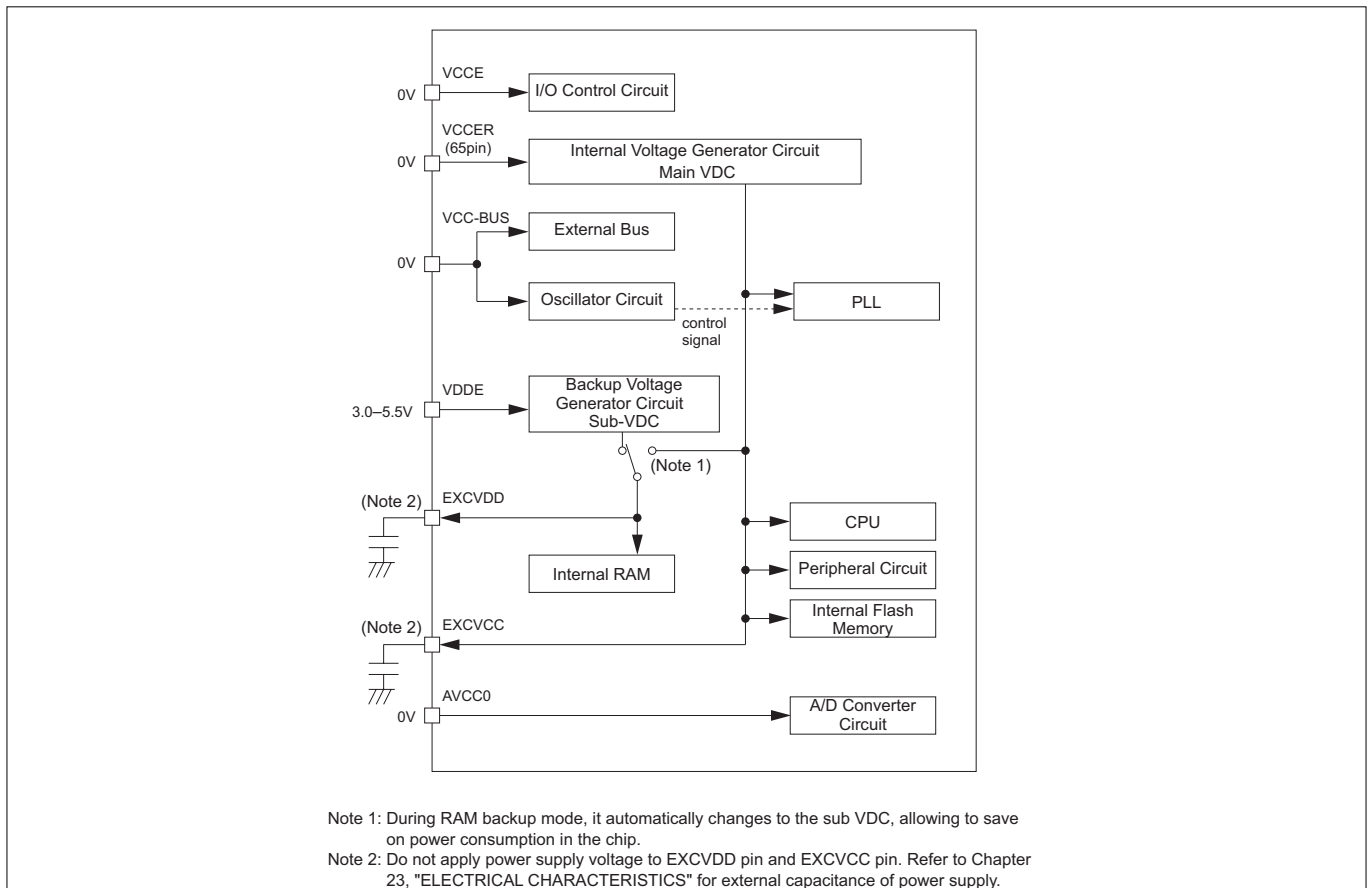 VCCE
0V
I/O Control Circuit
VCCER
(65pin)
0V
Internal Voltage Generator Circuit
Main VDC
VCC-BUS
External Bus
0V
Oscillator Circuit
PLL
control
signal
VDDE
3.0–5.5V
Backup Voltage
Generator Circuit
Sub-VDC
(Note 1)
(Note 2)
EXCVDD
CPU
Internal RAM
Peripheral Circuit
Internal Flash
Memory
(Note 2)
EXCVCC
AVCC0
0V
A/D Converter
Circuit
Note 1: During RAM backup mode, it automatically changes to the sub VDC, allowing to save
on power consumption in the chip.
Note 2: Do not apply power supply voltage to EXCVDD pin and EXCVCC pin. Refer to Chapter
23, "ELECTRICAL CHARACTERISTICS" for external capacitance of power supply.